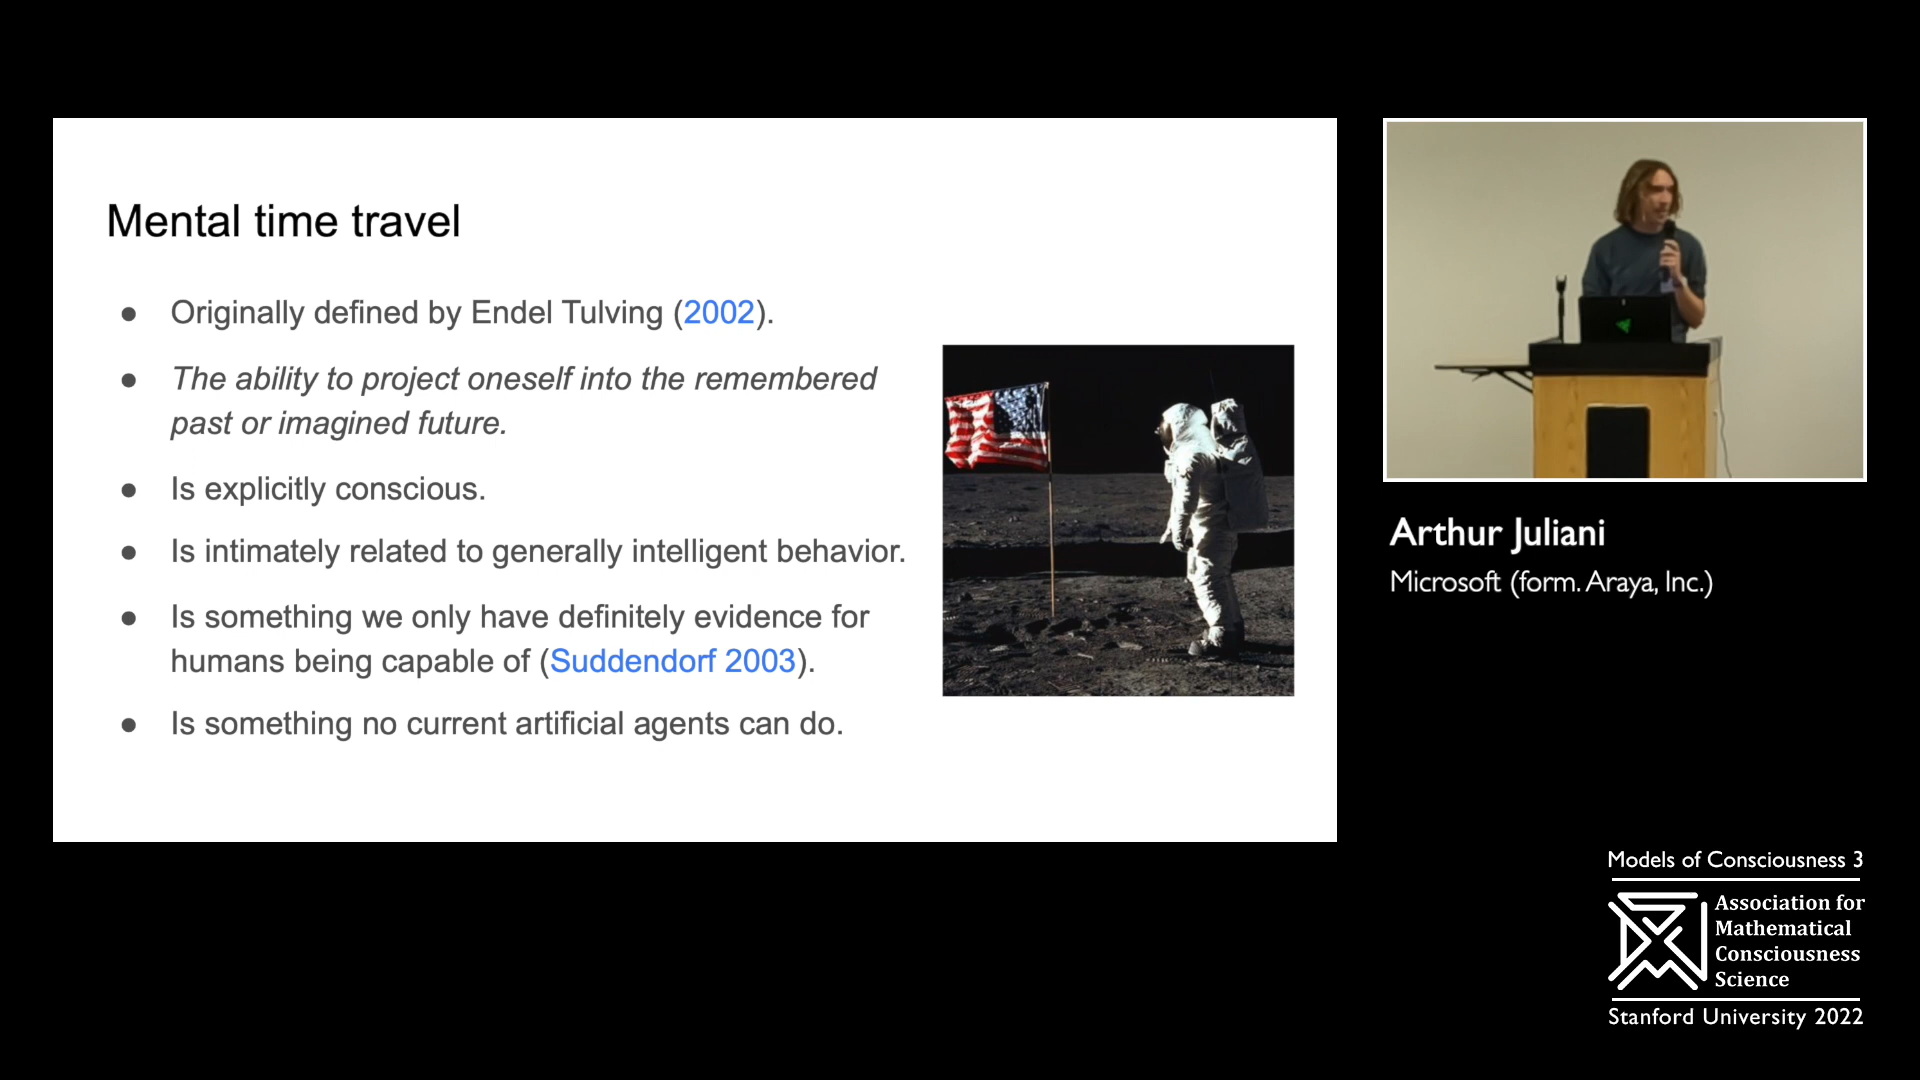 Mental time travel
● Originally defined by Endel Tulving (2002).
● The ability to project oneself into the remembered
past or imagined future.
● Is explicitly conscious.
● Is intimately related to generally intelligent behavior.
● Is something we only have definitely evidence for
humans being capable of (Suddendorf 2003).
● Is something no current artificial agents can do.
Arthur Juliani
Microsoft (form. Araya, Inc.)
Models of Consciousness 3
Association for
Mathematical
Consciousness
Science
Stanford University 2022